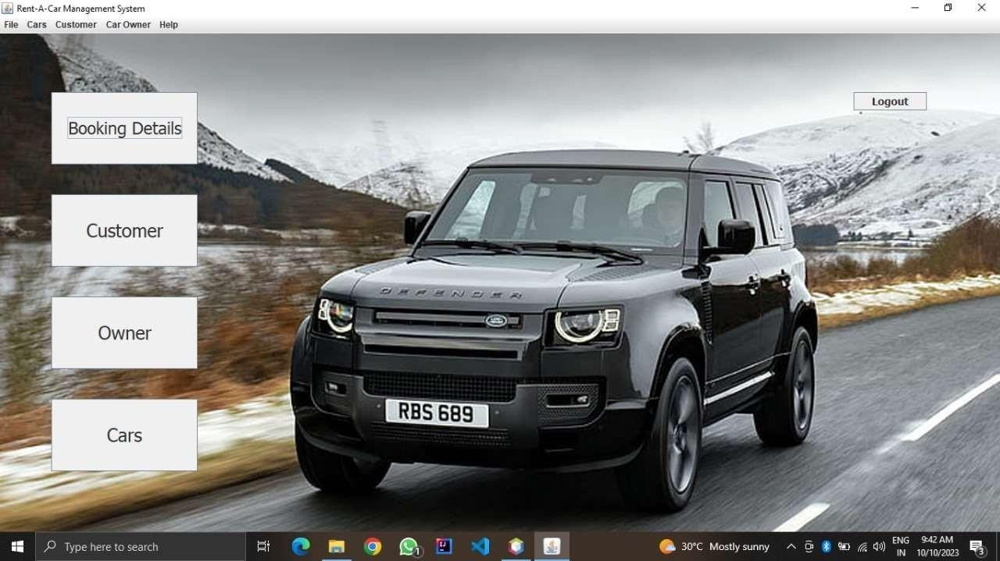 Rent-A-Car Management System
File Cars Customer Car Owner Help
Logout
Booking Details
Customer
Owner
Cars
DEFENDER
RBS 689
Type here to search
1
30°C Mostly sunny
ENG
IN
9:42 AM
10/10/2023
3